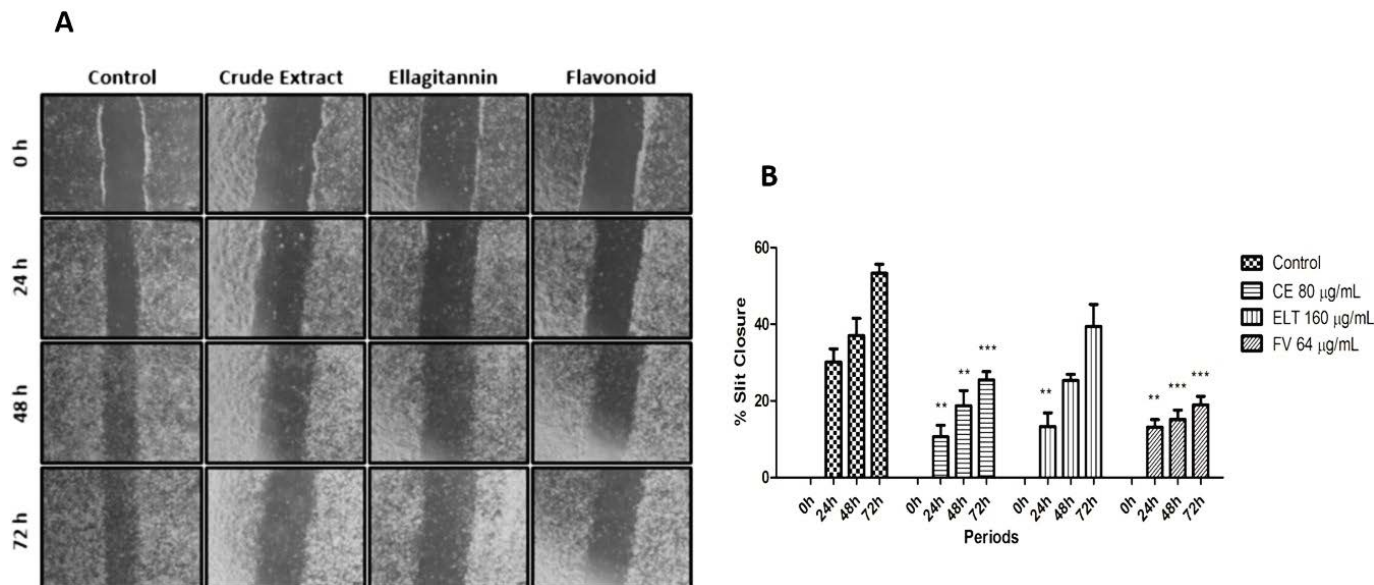 A
Control Crude Extract Ellagitannin Flavonoid
0 h
24 h
48 h
72 h
B
% Slit Closure
60
40
20
0
** ** ***
**
** *** ***
0h 24h 48h 72h 0h 24h 48h 72h 0h 24h 48h 72h 0h 24h 48h 72h
Periods
Control
CE 80 μg/mL
ELT 160 μg/mL
FV 64 μg/mL